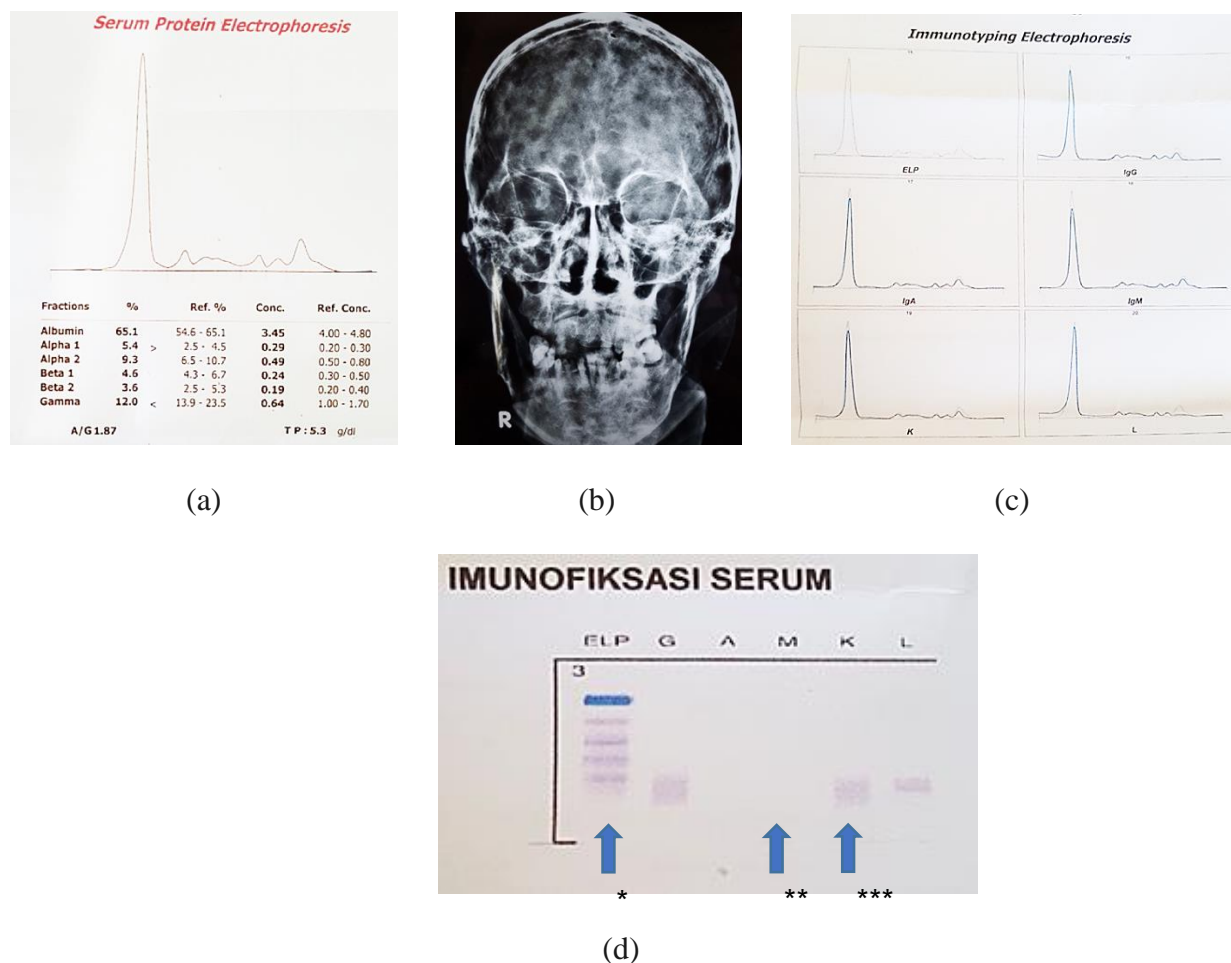 Serum Protein Electrophoresis
Fractions % Ref. % Conc. Ref. Conc.
Albumin 65.1 54.6 - 65.1 3.45 4.00 - 4.80
Alpha 1 5.4 > 2.5 - 4.5 0.29 0.20 - 0.30
Alpha 2 9.3 6.5 - 10.7 0.49 0.50 - 0.80
Beta 1 4.6 4.3 - 6.7 0.24 0.30 - 0.50
Beta 2 3.6 2.5 - 5.3 0.19 0.20 - 0.40
Gamma 12.0 < 13.9 - 23.5 0.64 1.00 - 1.70
A/G 1.87 T P : 5.3 g/dl
(a)
R
(b)
Immunotyping Electrophoresis
ELP IgG
17
IgA IgM
19 20
K L
(c)
IMUNOFIKSASI SERUM
ELP G A M K L
3
* ** ***
(d)